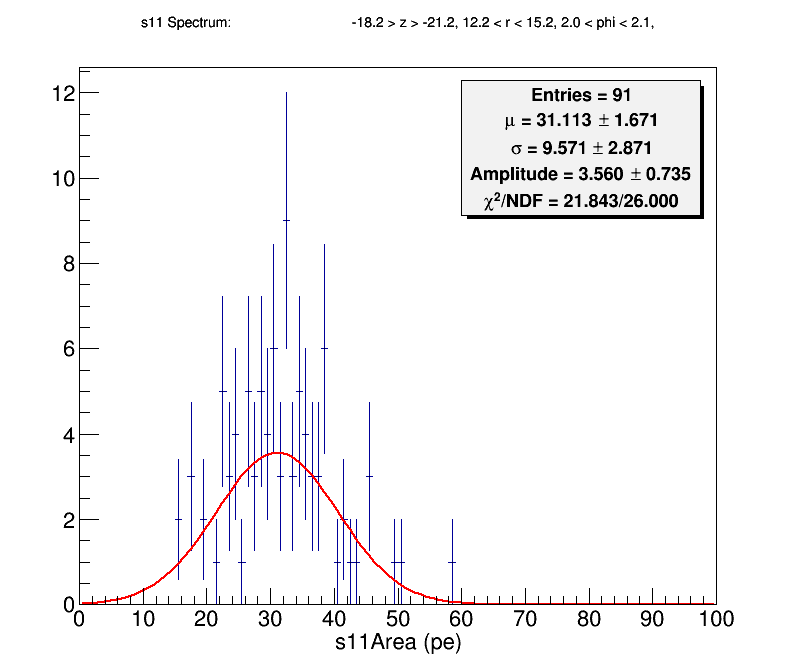 s11 Spectrum: -18.2 > z > -21.2, 12.2 < r < 15.2, 2.0 < phi < 2.1,
Entries = 91
μ = 31.113 ± 1.671
σ = 9.571 ± 2.871
Amplitude = 3.560 ± 0.735
χ²/NDF = 21.843/26.000
12
10
8
6
4
2
0
0 10 20 30 40 50 60 70 80 90 100
s11Area (pe)